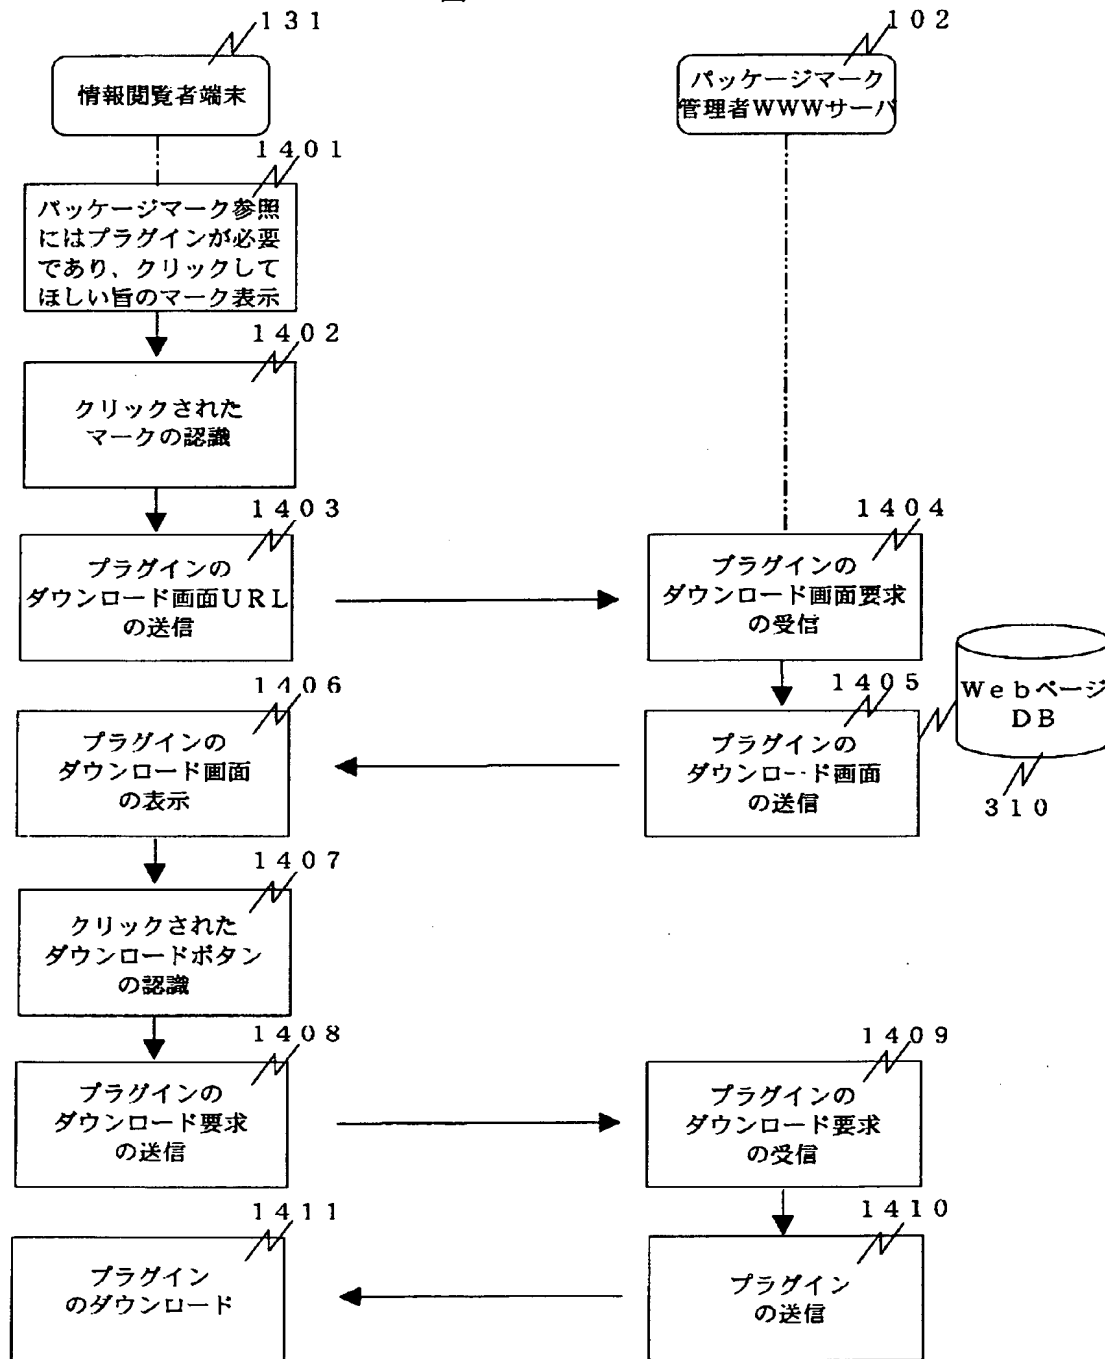 131
情報閲覧者端末
102
パッケージマーク
管理者WWWサーバ
1401
パッケージマーク参照
にはプラグインが必要
であり、クリックして
ほしい旨のマーク表示
1402
クリックされた
マークの認識
1403
プラグインの
ダウンロード画面URL
の送信
1404
プラグインの
ダウンロード画面要求
の受信
1405
プラグインの
ダウンロード画面
の送信
Webページ
DB
310
1406
プラグインの
ダウンロード画面
の表示
1407
クリックされた
ダウンロードボタン
の認識
1408
プラグインの
ダウンロード要求
の送信
1409
プラグインの
ダウンロード要求
の受信
1410
プラグイン
の送信
1411
プラグイン
のダウンロード